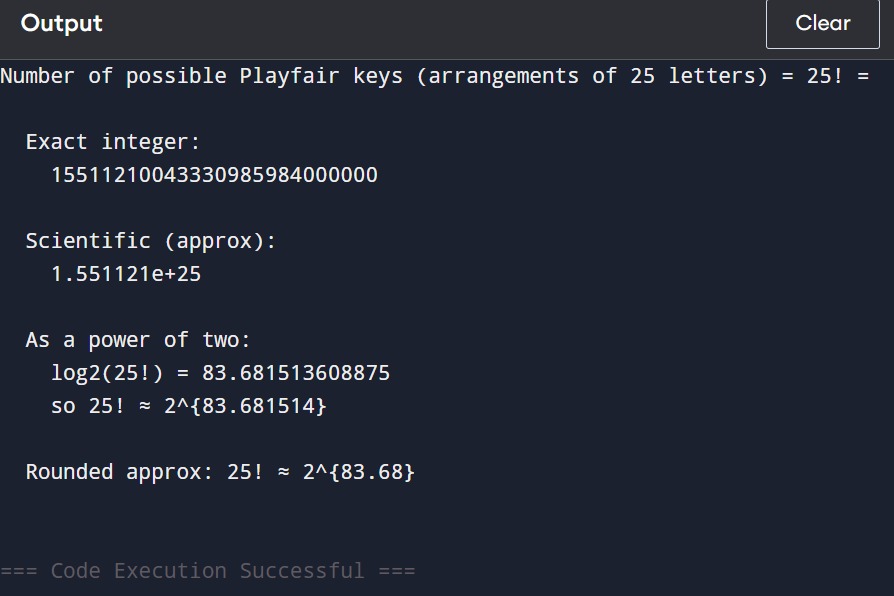 Output
Clear
Number of possible Playfair keys (arrangements of 25 letters) = 25! =
Exact integer:
15511210043330985984000000
Scientific (approx):
1.551121e+25
As a power of two:
log2(25!) = 83.681513608875
so 25! ≈ 2^{83.681514}
Rounded approx: 25! ≈ 2^{83.68}
=== Code Execution Successful ===